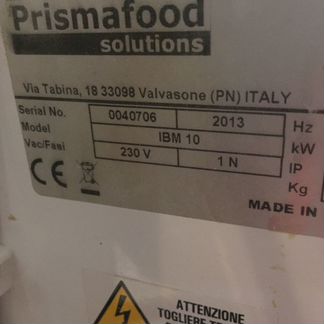 Prismafood
solutions
Via Tabina, 18 33098 Valvasone (PN) ITALY
Serial No. 0040706 2013 Hz
Model IBM 10 kW
Vac/Fasi 230 V 1 N IP
Kg
CE
MADE IN
ATTENZIONE
TOGLIERE